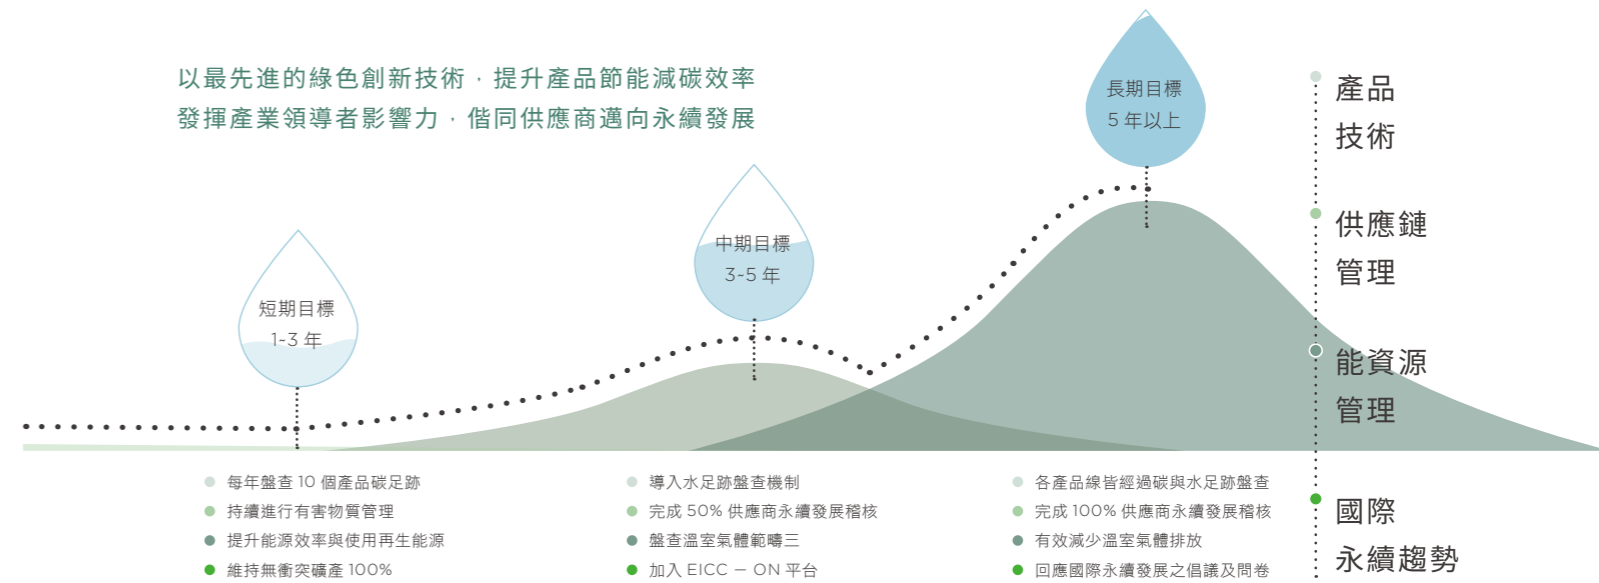 以最先進的綠色創新技術．提升產品節能減碳效率
發揮產業領導者影響力．偕同供應商邁向永續發展
短期目標
1-3 年
中期目標
3-5 年
長期目標
5 年以上
每年盤查 10 個產品碳足跡
持續進行有害物質管理
提升能源效率與使用再生能源
維持無衝突礦產 100%
導入水足跡盤查機制
完成 50% 供應商永續發展稽核
盤查溫室氣體範疇三
加入 EICC – ON 平台
各產品線皆經過碳與水足跡盤查
完成 100% 供應商永續發展稽核
有效減少溫室氣體排放
回應國際永續發展之倡議及問卷
產品
技術
供應鏈
管理
能資源
管理
國際
永續趨勢